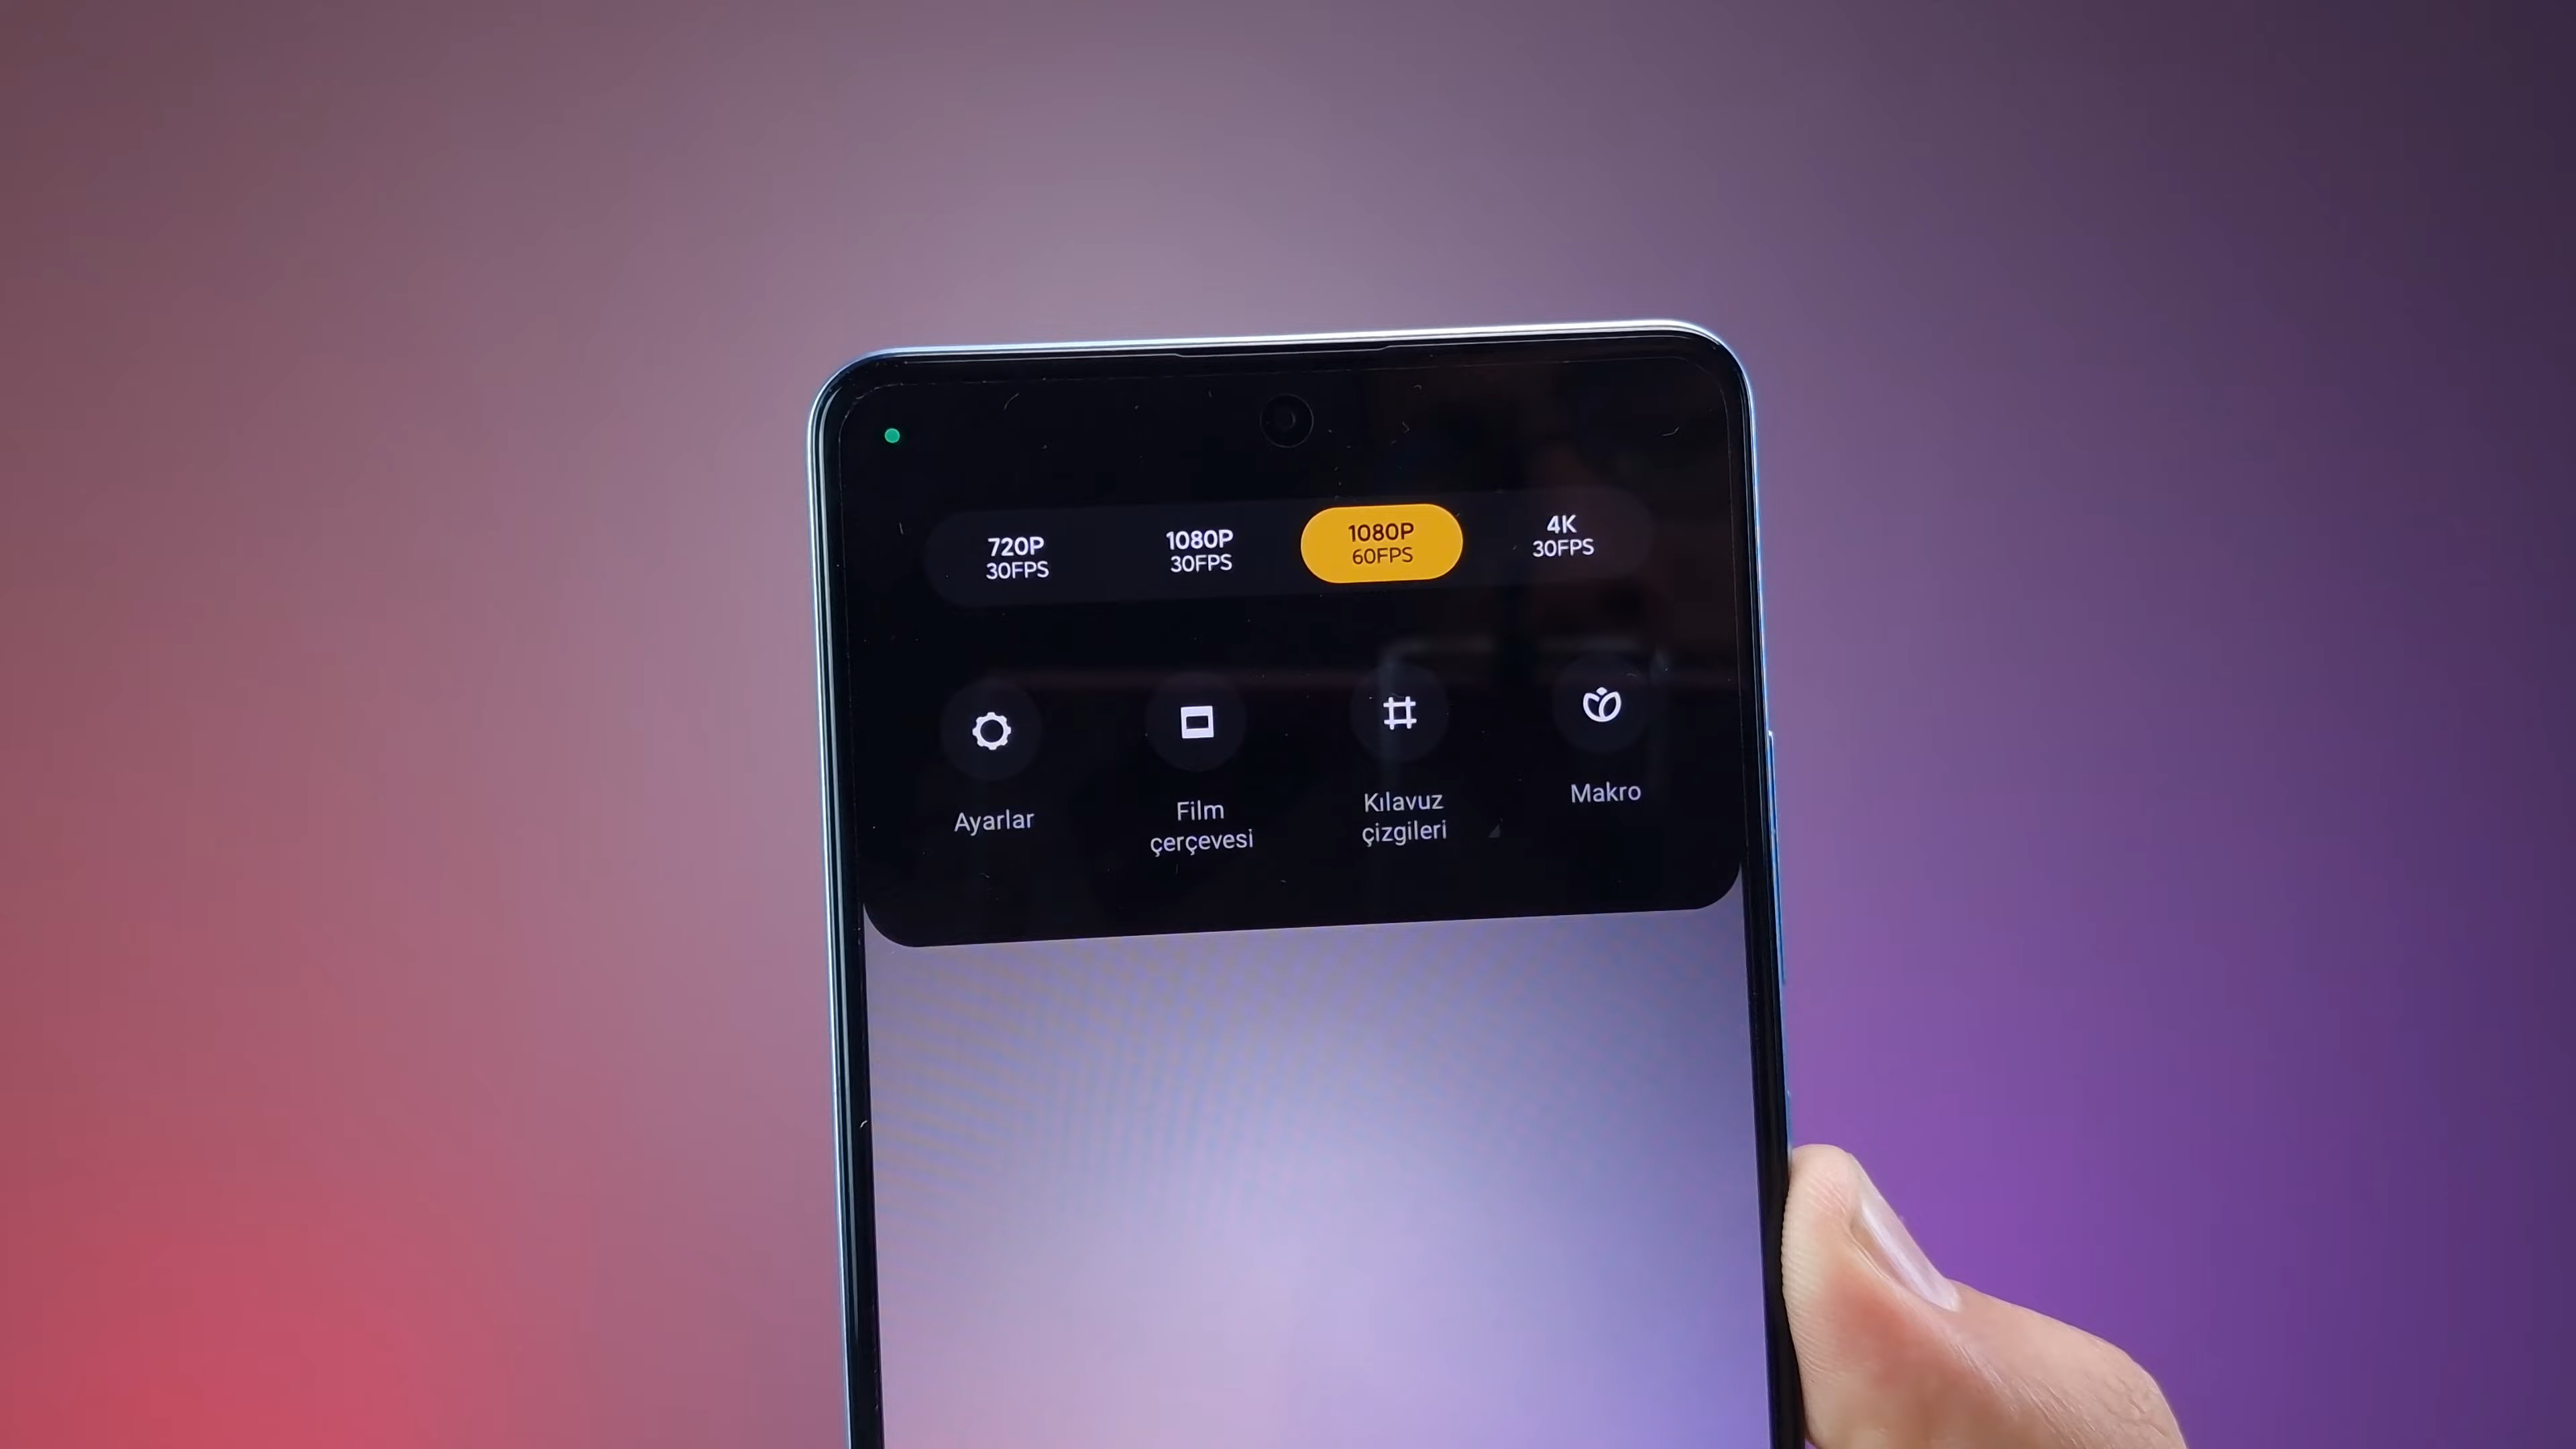 720P
30FPS
1080P
30FPS
1080P
60FPS
4K
30FPS
Ayarlar
Film
çerçevesi
Kılavuz
çizgileri
Makro